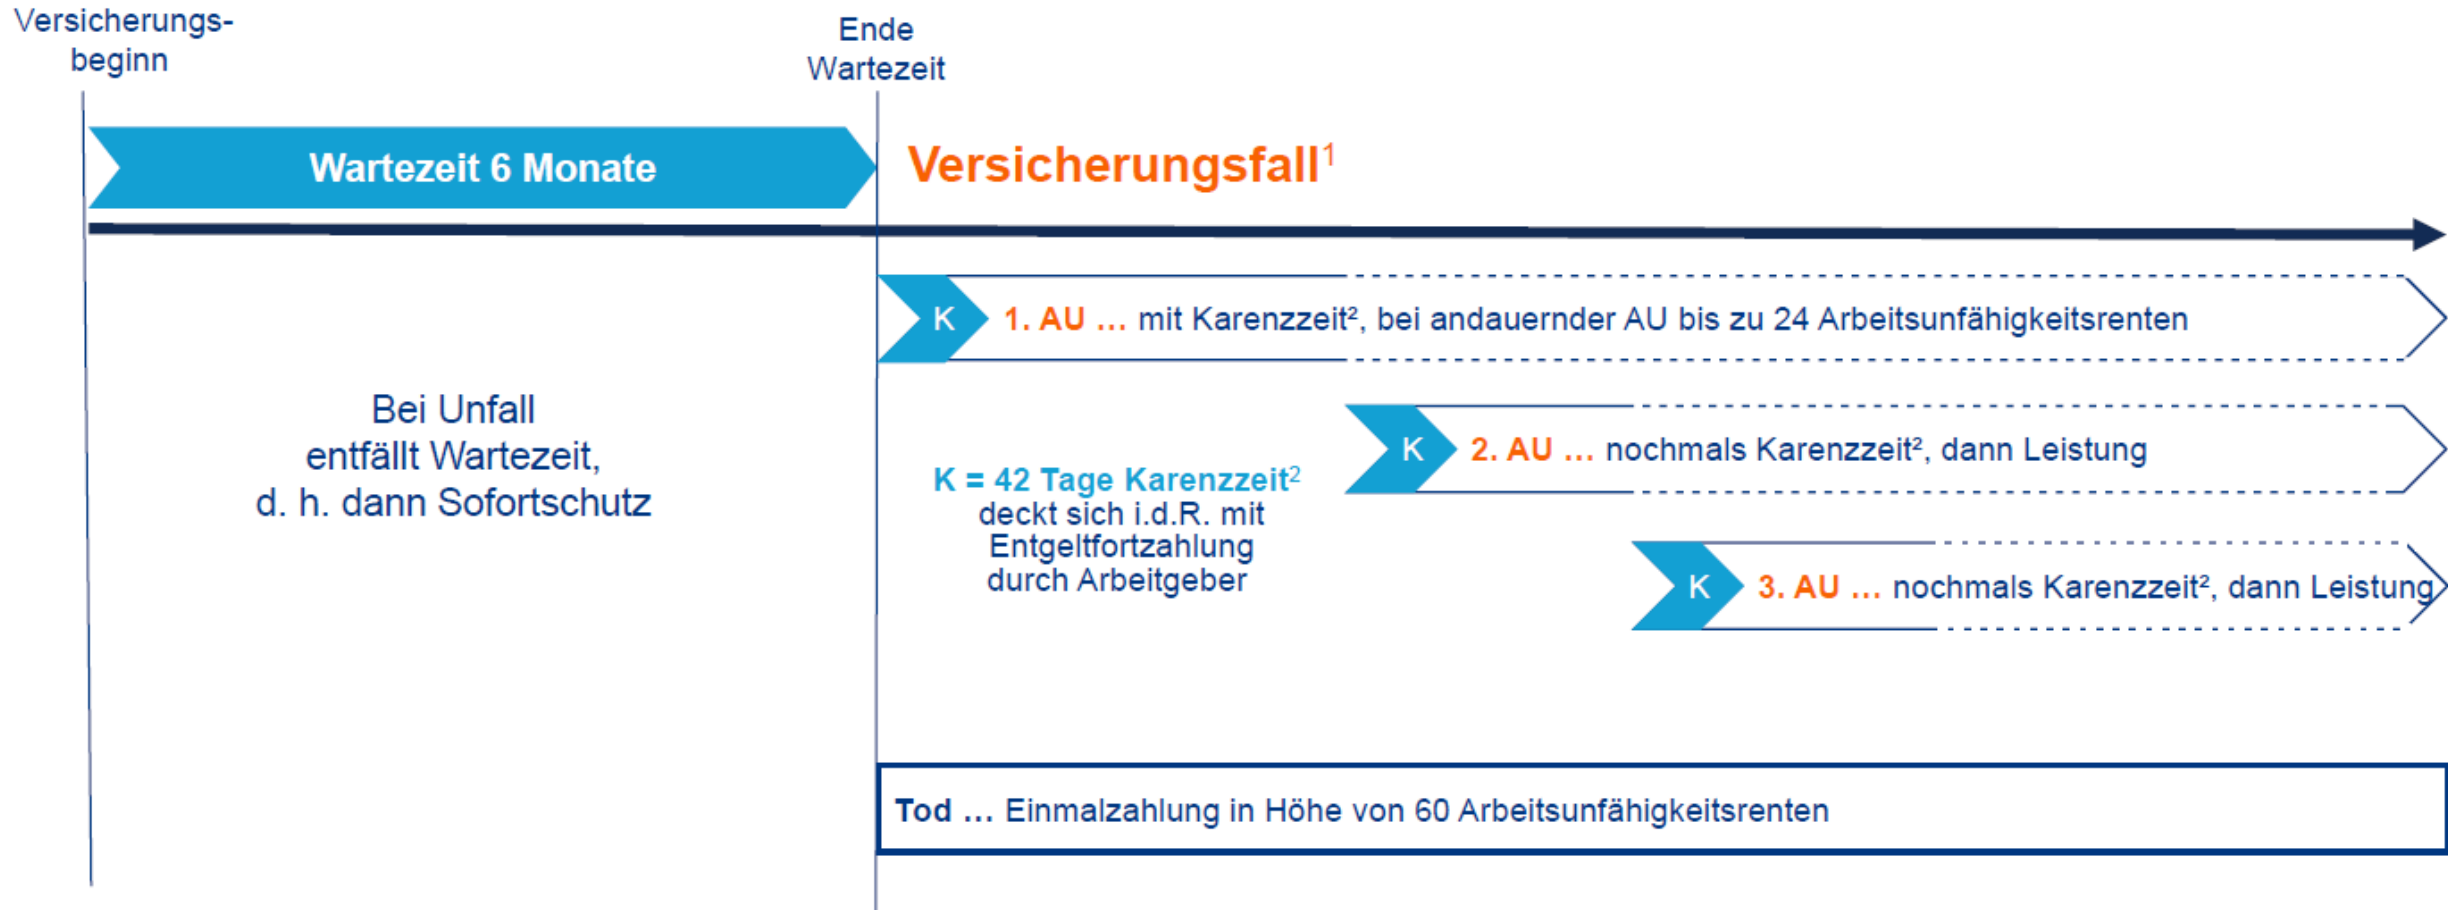 Versicherungs-
beginn
Ende
Wartezeit
Wartezeit 6 Monate
Versicherungsfall¹
K
1. AU ... mit Karenzzeit², bei andauernder AU bis zu 24 Arbeitsunfähigkeitsrenten
Bei Unfall
entfällt Wartezeit,
d. h. dann Sofortschutz
K
2. AU ... nochmals Karenzzeit², dann Leistung
K = 42 Tage Karenzzeit²
deckt sich i.d.R. mit
Entgeltfortzahlung
durch Arbeitgeber
K
3. AU ... nochmals Karenzzeit², dann Leistung
Tod ... Einmalzahlung in Höhe von 60 Arbeitsunfähigkeitsrenten